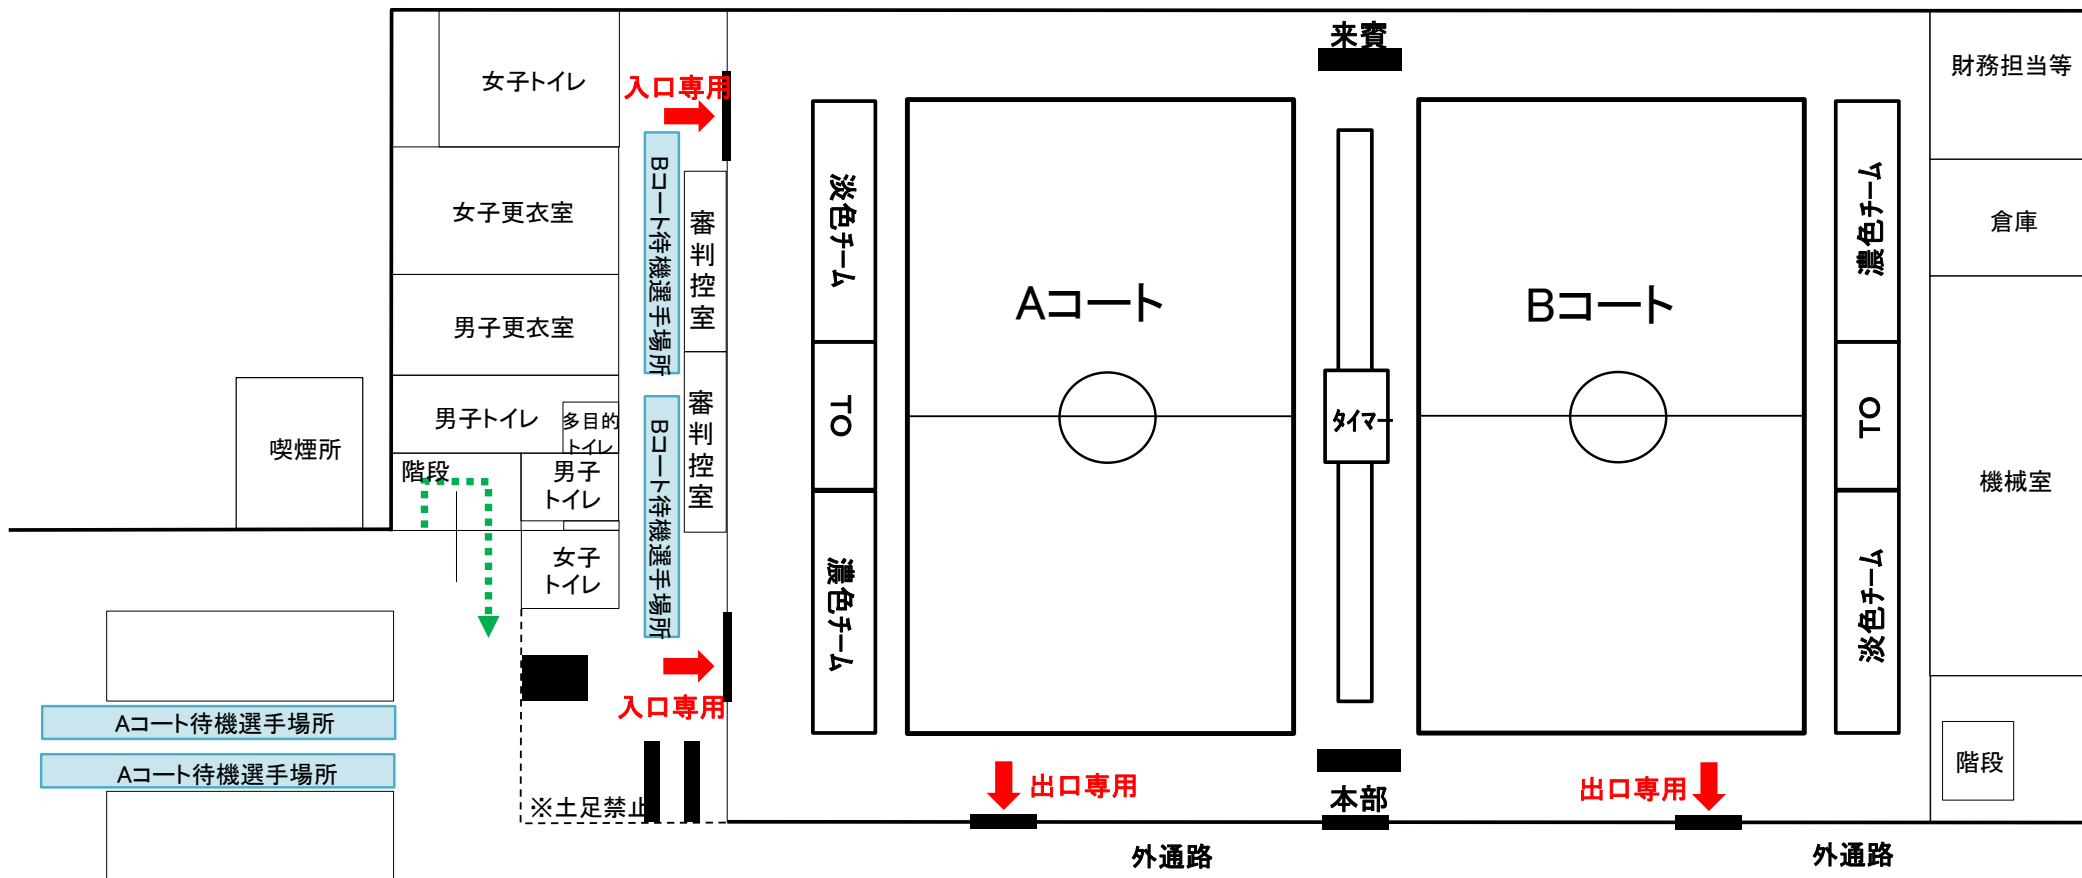 来賓
財務担当等
女子トイレ
入口専用
Bコート待機選手場所
審判控室
淡色チーム
濃色チーム
女子更衣室
倉庫
Aコート
Bコート
男子更衣室
男子トイレ
多目的
トイレ
Bコート待機選手場所
審判控室
TO
タイマー
TO
喫煙所
階段
男子
トイレ
機械室
女子
トイレ
濃色チーム
淡色チーム
入口専用
Aコート待機選手場所
Aコート待機選手場所
※土足禁止
出口専用
本部
出口専用
階段
外通路
外通路